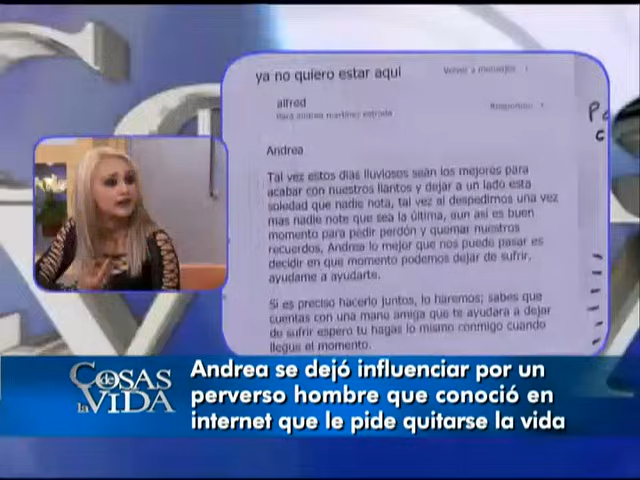 ya no quiero estar aqui
Volver a mensajes
alfred
Responder
Para andrea martinez estrada
Andrea
Tal vez estos días lluviosos sean los mejores para
acabar con nuestros llantos y dejar a un lado esta
soledad que nadie nota, tal vez al despedirnos una vez
mas nadie note que sea la última, aun así es buen
momento para pedir perdón y quemar nuestros
recuerdos, Andrea lo mejor que nos puede pasar es
decidir en que momento podemos dejar de sufrir,
ayudame a ayudarte.
Si es preciso hacerlo juntos, lo haremos; sabes que
cuentas con una mano amiga que te ayudara a dejar
de sufrir espero tu hagas lo mismo conmigo cuando
llegue el momento.
COSAS
de
la VIDA
Andrea se dejó influenciar por un
perverso hombre que conoció en
internet que le pide quitarse la vida